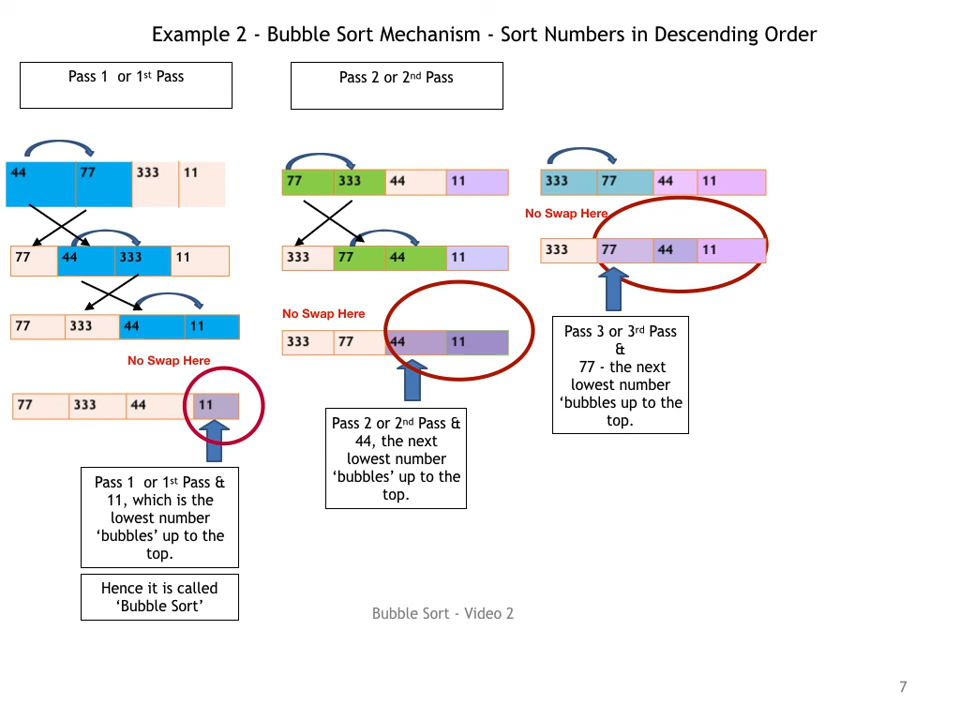 Example 2 - Bubble Sort Mechanism - Sort Numbers in Descending Order
Pass 1 or 1st Pass
44 77 333 11
77 44 333 11
77 333 44 11
No Swap Here
77 333 44 11
Pass 1 or 1st Pass &
11, which is the
lowest number
‘bubbles’ up to the
top.
Hence it is called
‘Bubble Sort’
Pass 2 or 2nd Pass
77 333 44 11
333 77 44 11
No Swap Here
333 77 44 11
Pass 2 or 2nd Pass &
44, the next
lowest number
‘bubbles’ up to the
top.
333 77 44 11
No Swap Here
333 77 44 11
Pass 3 or 3rd Pass
&
77 - the next
lowest number
‘bubbles up to the
top.
Bubble Sort - Video 2
7